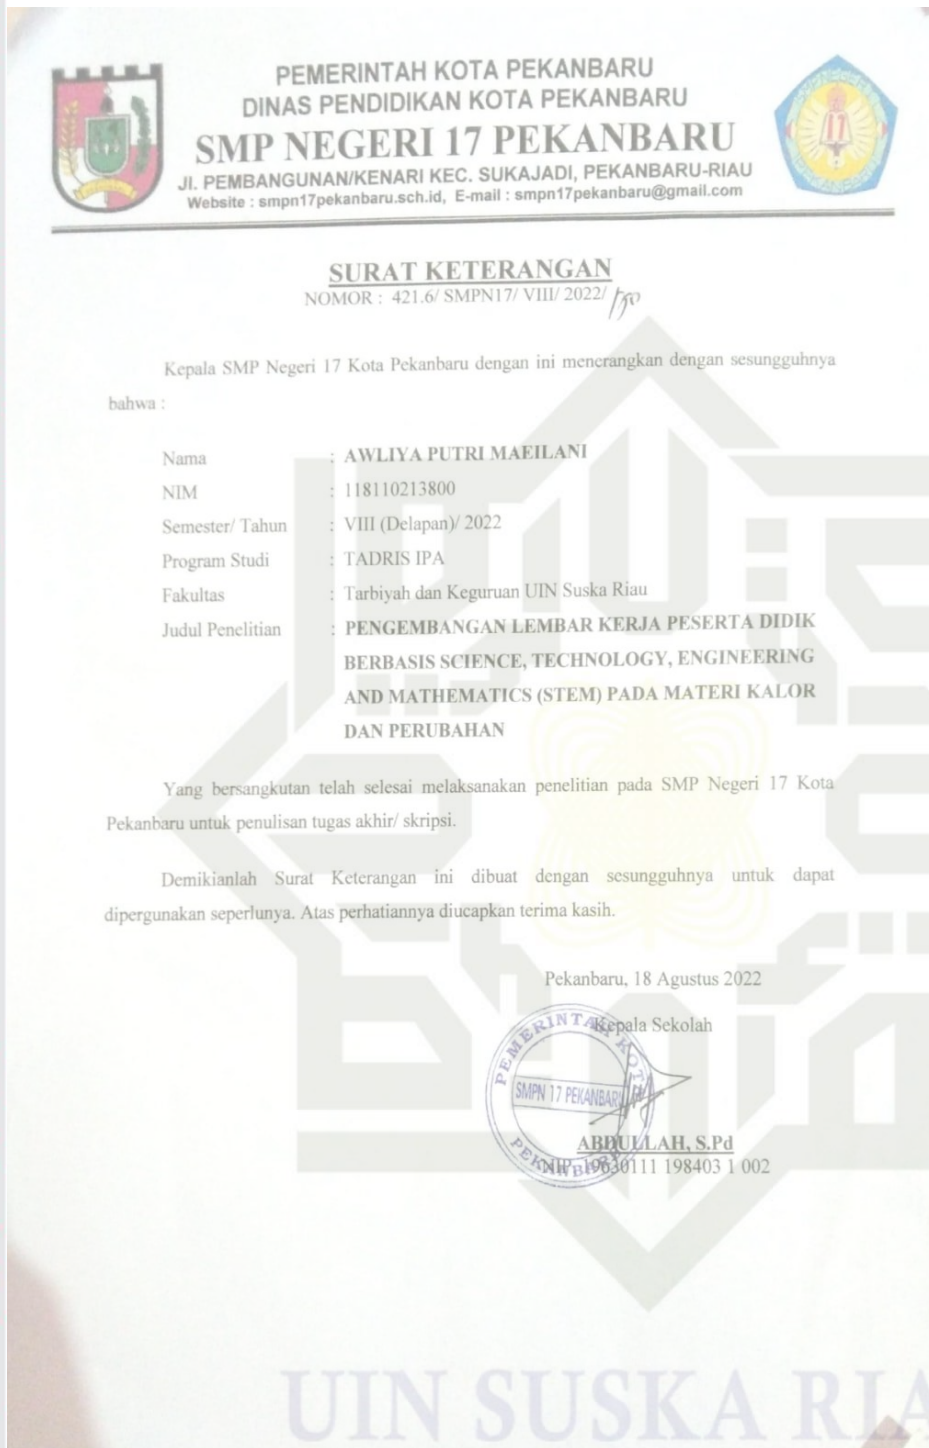 PEMERINTAH KOTA PEKANBARU
DINAS PENDIDIKAN KOTA PEKANBARU
SMP NEGERI 17 PEKANBARU
Jl. PEMBANGUNAN/KENARI KEC. SUKAJADI, PEKANBARU-RIAU
Website : smpn17pekanbaru.sch.id, E-mail : smpn17pekanbaru@gmail.com
17
SURAT KETERANGAN
NOMOR : 421.6/ SMPN17/ VIII/ 2022/
Kepala SMP Negeri 17 Kota Pekanbaru dengan ini menerangkan dengan sesungguhnya
bahwa :
Nama : AWLIYA PUTRI MAEILANI
NIM : 118110213800
Semester/ Tahun : VIII (Delapan)/ 2022
Program Studi : TADRIS IPA
Fakultas : Tarbiyah dan Keguruan UIN Suska Riau
Judul Penelitian : PENGEMBANGAN LEMBAR KERJA PESERTA DIDIK
BERBASIS SCIENCE, TECHNOLOGY, ENGINEERING
AND MATHEMATICS (STEM) PADA MATERI KALOR
DAN PERUBAHAN
Yang bersangkutan telah selesai melaksanakan penelitian pada SMP Negeri 17 Kota
Pekanbaru untuk penulisan tugas akhir/ skripsi.
Demikianlah Surat Keterangan ini dibuat dengan sesungguhnya untuk dapat
dipergunakan seperlunya. Atas perhatiannya diucapkan terima kasih.
Pekanbaru, 18 Agustus 2022
Kepala Sekolah
PEMERINTAH KOTA
SMPN 17 PEKANBARU
PEKANBARU
ABDULLAH, S.Pd
NIP. 19630111 198403 1 002
UIN SUSKA RIA